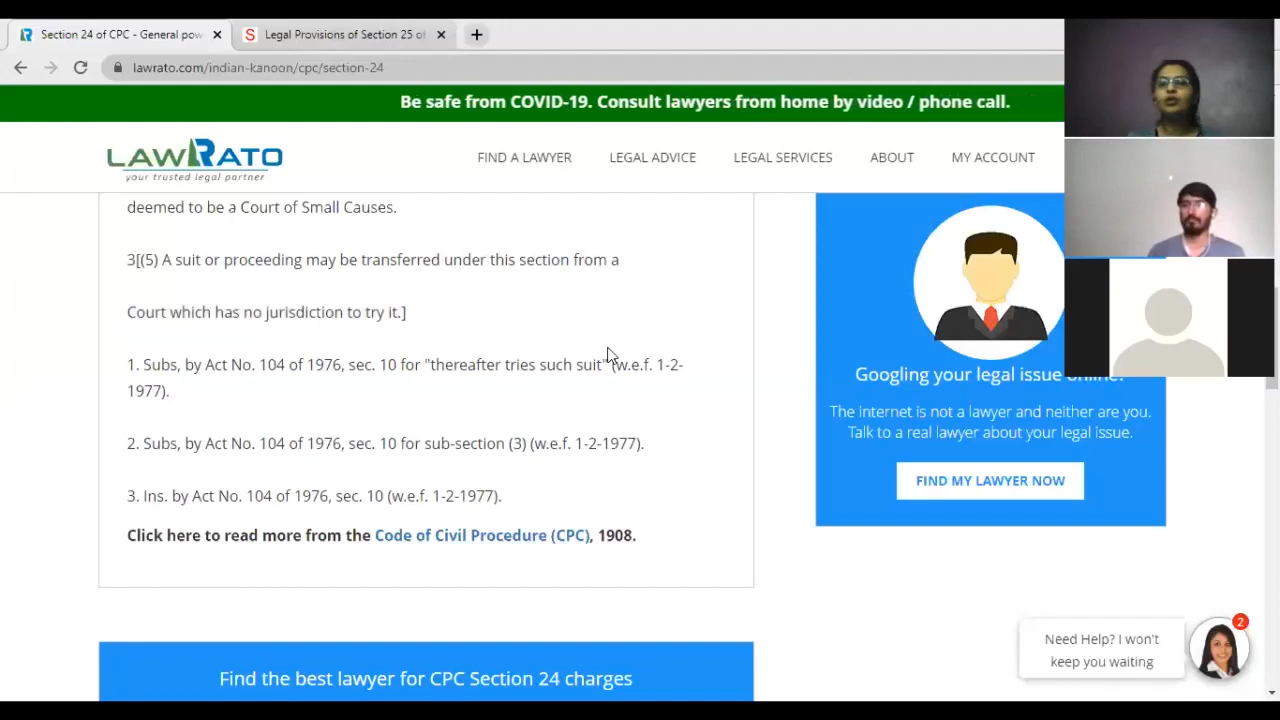 Section 24 of CPC - General pow
Legal Provisions of Section 25 of
lawrato.com/indian-kanoon/cpc/section-24
Be safe from COVID-19. Consult lawyers from home by video / phone call.
LAWRATO
your trusted legal partner
FIND A LAWYER
LEGAL ADVICE
LEGAL SERVICES
ABOUT
MY ACCOUNT
deemed to be a Court of Small Causes.
3[(5) A suit or proceeding may be transferred under this section from a
Court which has no jurisdiction to try it.]
1. Subs, by Act No. 104 of 1976, sec. 10 for "thereafter tries such suit" (w.e.f. 1-2-
1977).
2. Subs, by Act No. 104 of 1976, sec. 10 for sub-section (3) (w.e.f. 1-2-1977).
3. Ins. by Act No. 104 of 1976, sec. 10 (w.e.f. 1-2-1977).
Click here to read more from the Code of Civil Procedure (CPC), 1908.
Find the best lawyer for CPC Section 24 charges
Googling your legal issue online?
The internet is not a lawyer and neither are you.
Talk to a real lawyer about your legal issue.
FIND MY LAWYER NOW
Need Help? I won't
keep you waiting
2